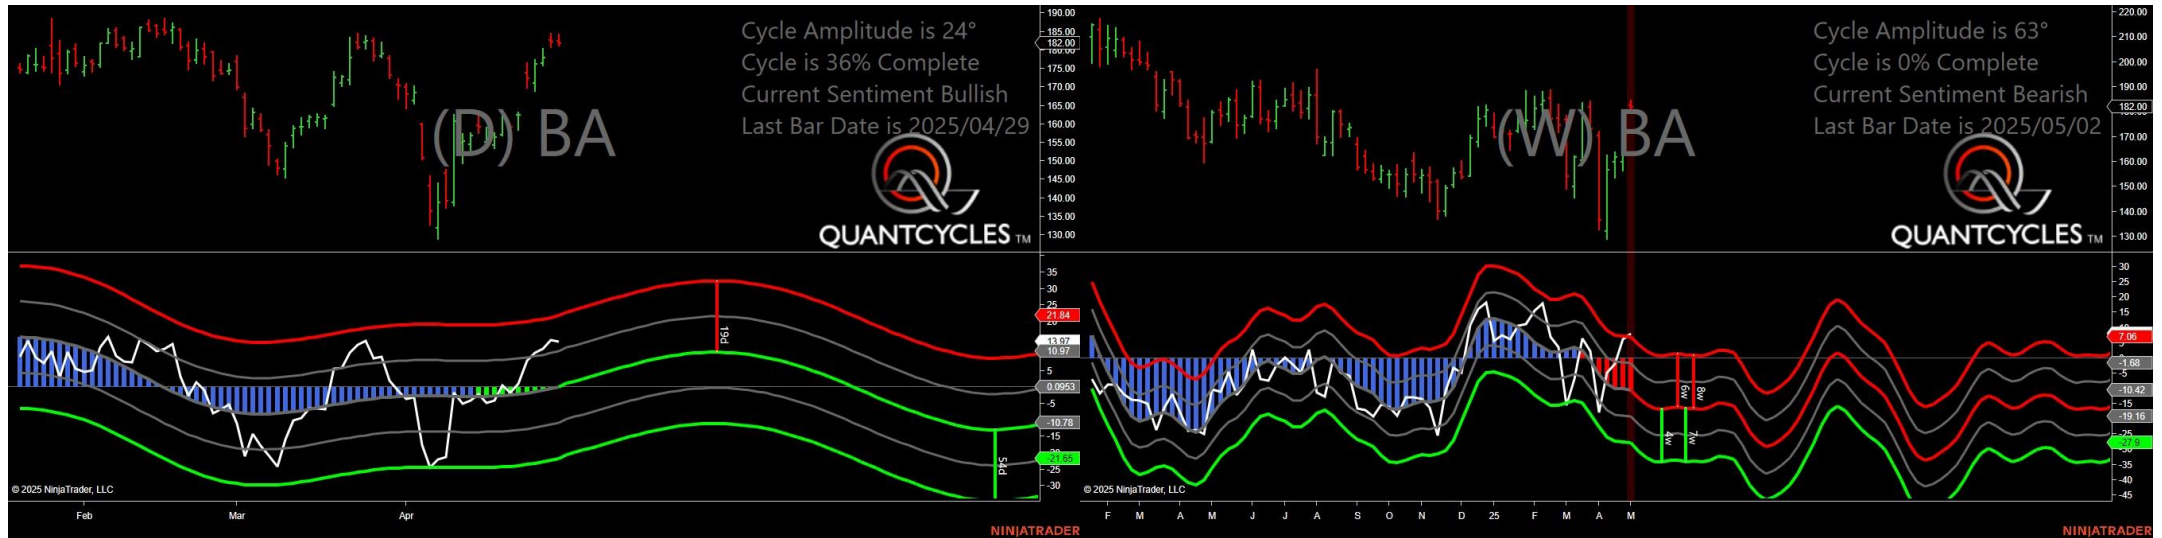 Cycle Amplitude is 24°
Cycle is 36% Complete
Current Sentiment Bullish
Last Bar Date is 2025/04/29
(D) BA
QUANTCYCLES TM
190.00
185.00
182.00
180.00
175.00
170.00
165.00
160.00
155.00
150.00
145.00
140.00
135.00
130.00
35
30
25
21.84
20
13.97
10.97
5
0.0953
-5
-10.78
-15
-21.65
-25
-30
19d
54d
© 2025 NinjaTrader, LLC
Feb Mar Apr
NINJATRADER
Cycle Amplitude is 63°
Cycle is 0% Complete
Current Sentiment Bearish
Last Bar Date is 2025/05/02
(W) BA
QUANTCYCLES TM
220.00
210.00
200.00
190.00
182.00
170.00
160.00
150.00
140.00
130.00
30
25
20
15
7.06
-1.68
-5
-10.42
-15
-19.16
-25
-27.9
-35
-40
-45
6w 8w
4w 7w
© 2025 NinjaTrader, LLC
F M A M J J A S O N D 25 F M A M
NINJATRADER